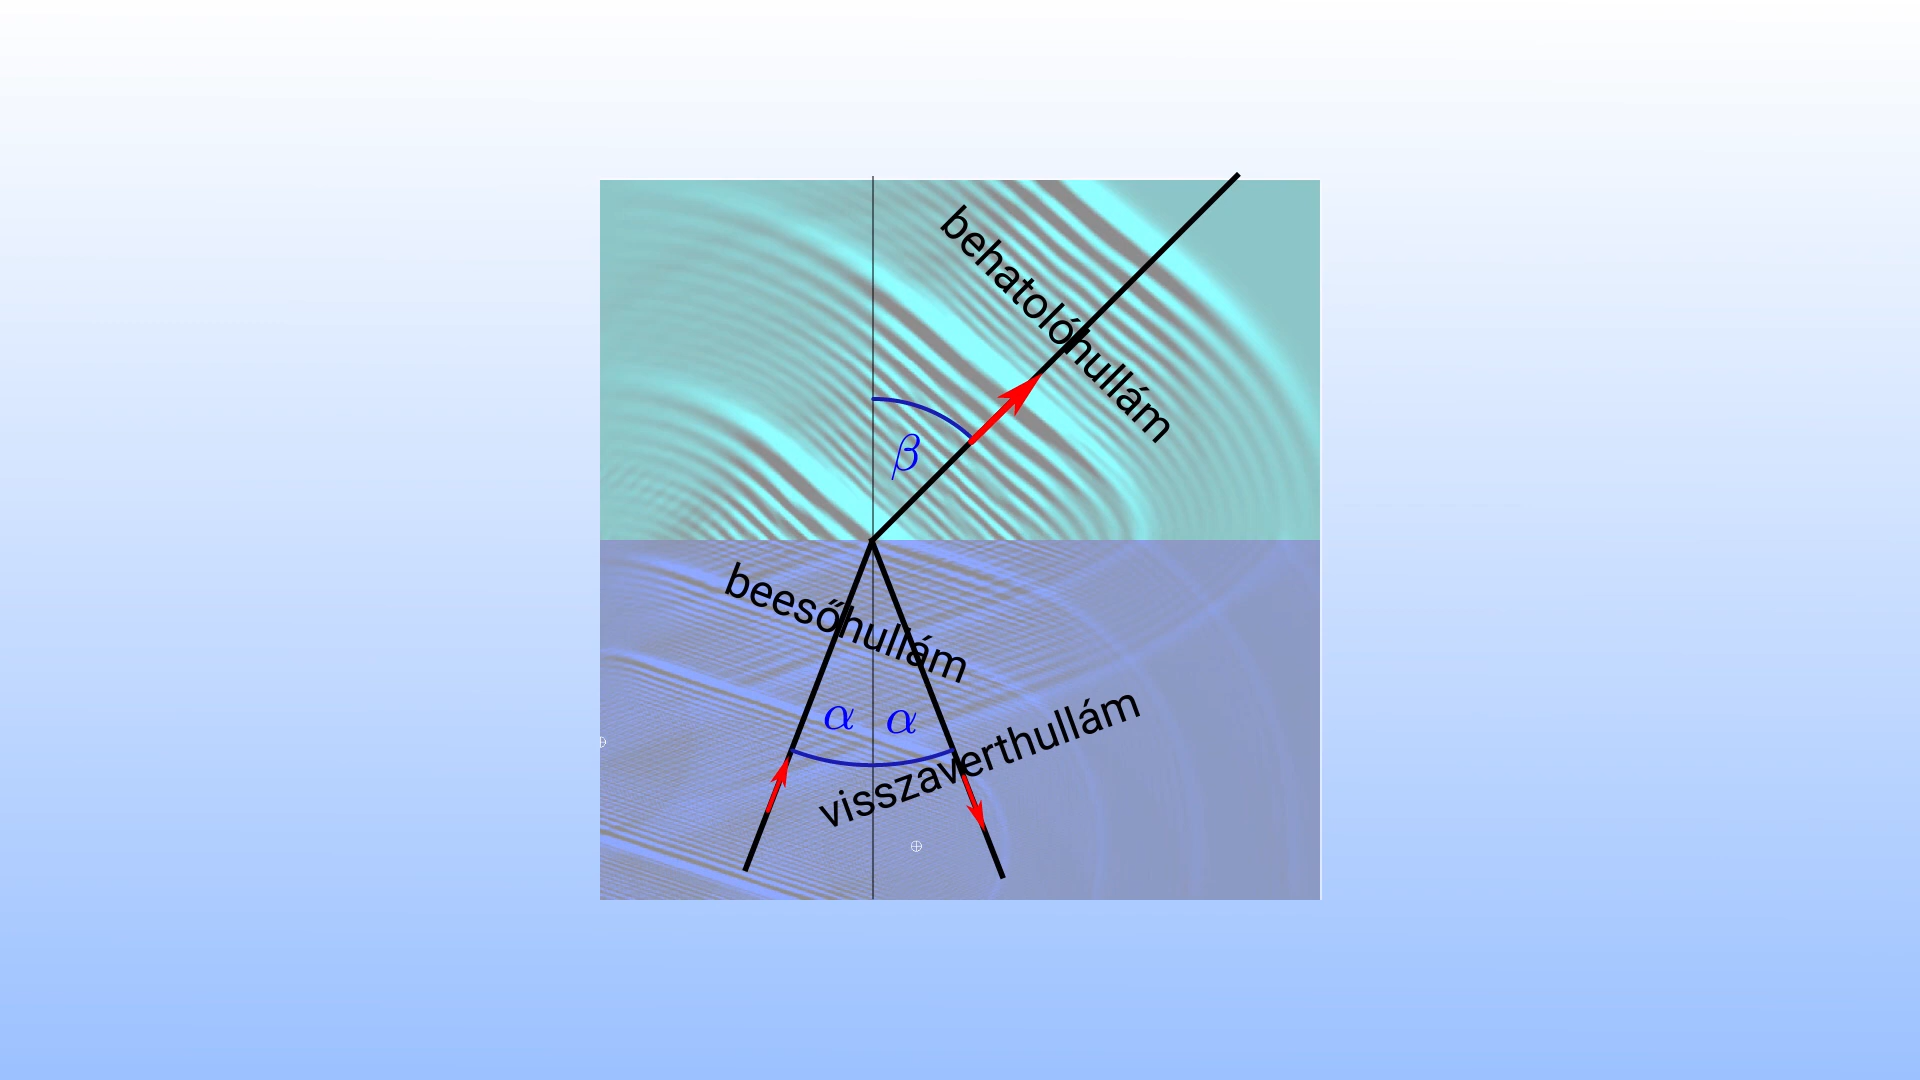 behatolóhullám
β
beesőhullám
α α
visszaverthullám